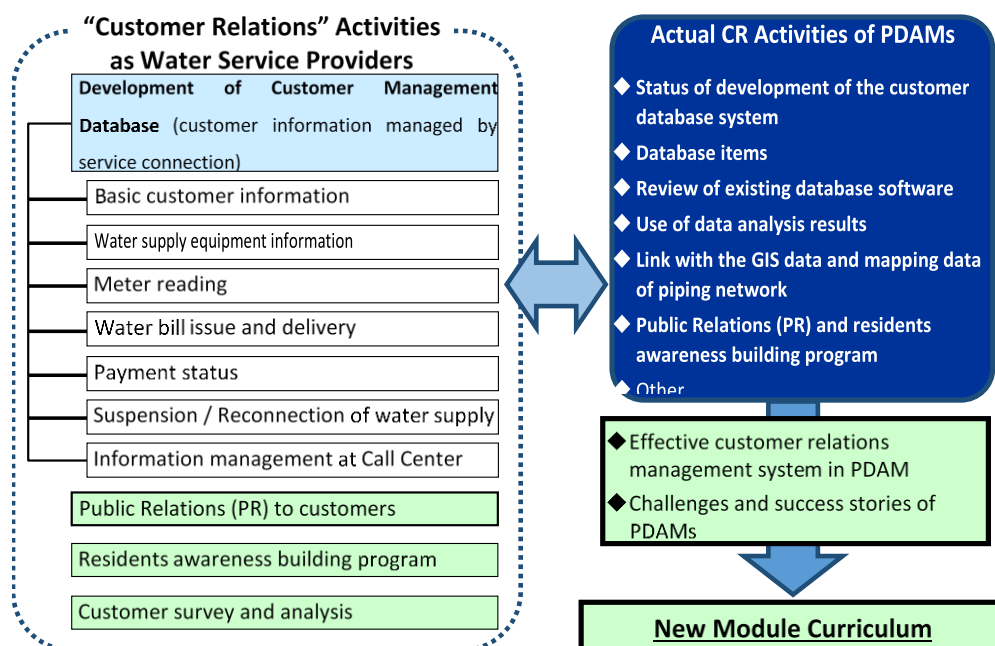 “Customer Relations” Activities
as Water Service Providers
Development of Customer Management
Database (customer information managed by
service connection)
Basic customer information
Water supply equipment information
Meter reading
Water bill issue and delivery
Payment status
Suspension / Reconnection of water supply
Information management at Call Center
Public Relations (PR) to customers
Residents awareness building program
Customer survey and analysis
Actual CR Activities of PDAMs
◆ Status of development of the customer
database system
◆ Database items
◆ Review of existing database software
◆ Use of data analysis results
◆ Link with the GIS data and mapping data
of piping network
◆ Public Relations (PR) and residents
awareness building program
◆ Other
◆ Effective customer relations
management system in PDAM
◆ Challenges and success stories of
PDAMs
New Module Curriculum